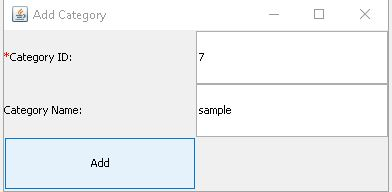 Add Category
*Category ID: 7
Category Name: sample
Add